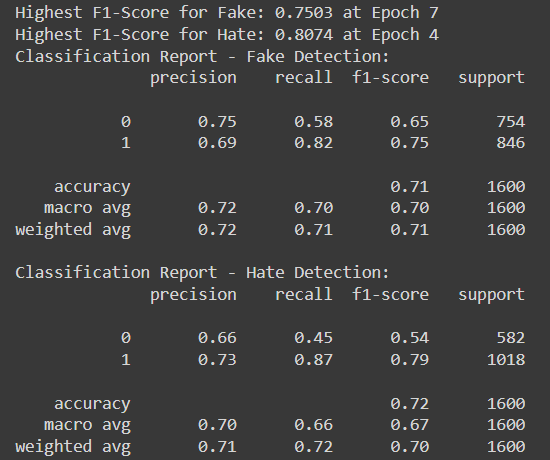 Highest F1-Score for Fake: 0.7503 at Epoch 7
Highest F1-Score for Hate: 0.8074 at Epoch 4
Classification Report - Fake Detection:
precision recall f1-score support
0 0.75 0.58 0.65 754
1 0.69 0.82 0.75 846
accuracy 0.71 1600
macro avg 0.72 0.70 0.70 1600
weighted avg 0.72 0.71 0.71 1600
Classification Report - Hate Detection:
precision recall f1-score support
0 0.66 0.45 0.54 582
1 0.73 0.87 0.79 1018
accuracy 0.72 1600
macro avg 0.70 0.66 0.67 1600
weighted avg 0.71 0.72 0.70 1600